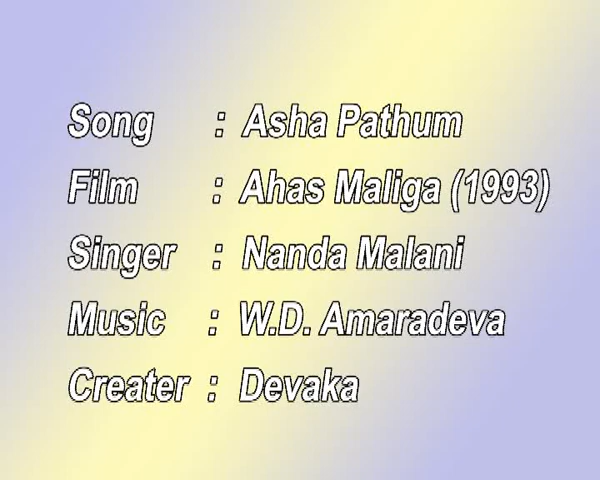 Song : Asha Pathum
Film : Ahas Maliga (1993)
Singer : Nanda Malani
Music : W.D. Amaradeva
Creater : Devaka